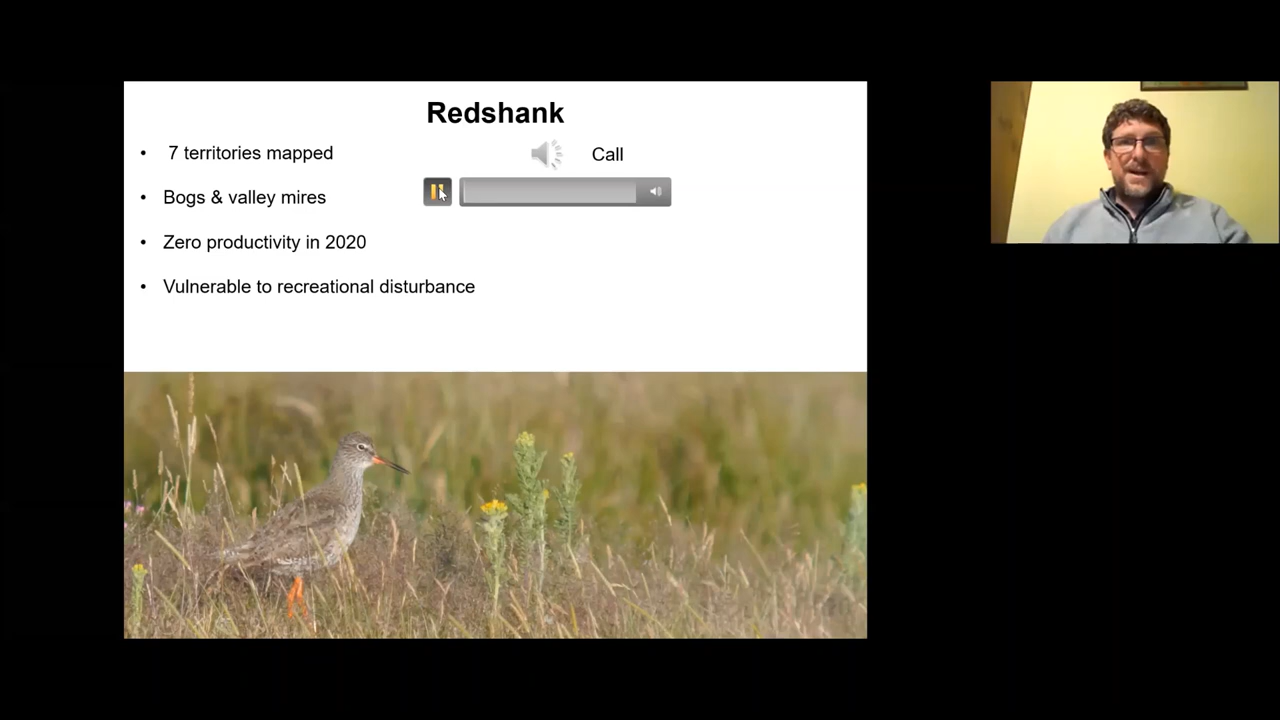 Redshank
• 7 territories mapped
Call
• Bogs & valley mires
• Zero productivity in 2020
• Vulnerable to recreational disturbance